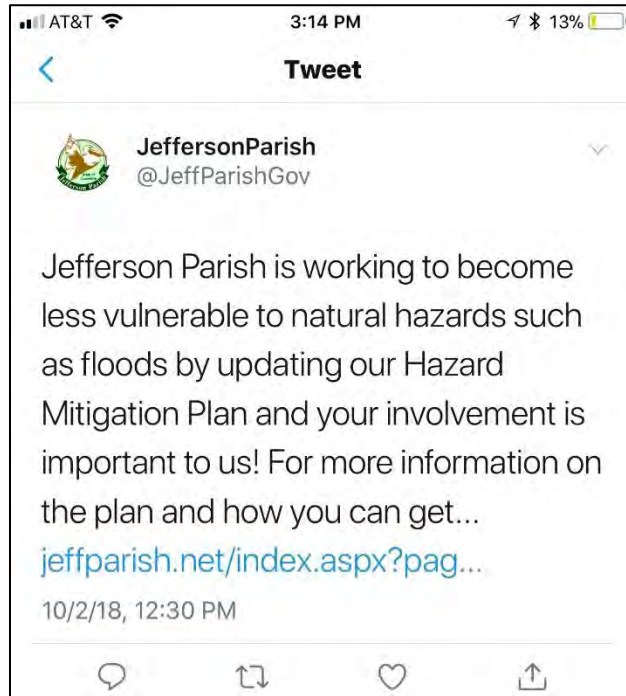 AT&T 3:14 PM 13%
Tweet
JeffersonParish
@JeffParishGov
Jefferson Parish
Jefferson Parish is working to become
less vulnerable to natural hazards such
as floods by updating our Hazard
Mitigation Plan and your involvement is
important to us! For more information on
the plan and how you can get...
jeffparish.net/index.aspx?pag...
10/2/18, 12:30 PM